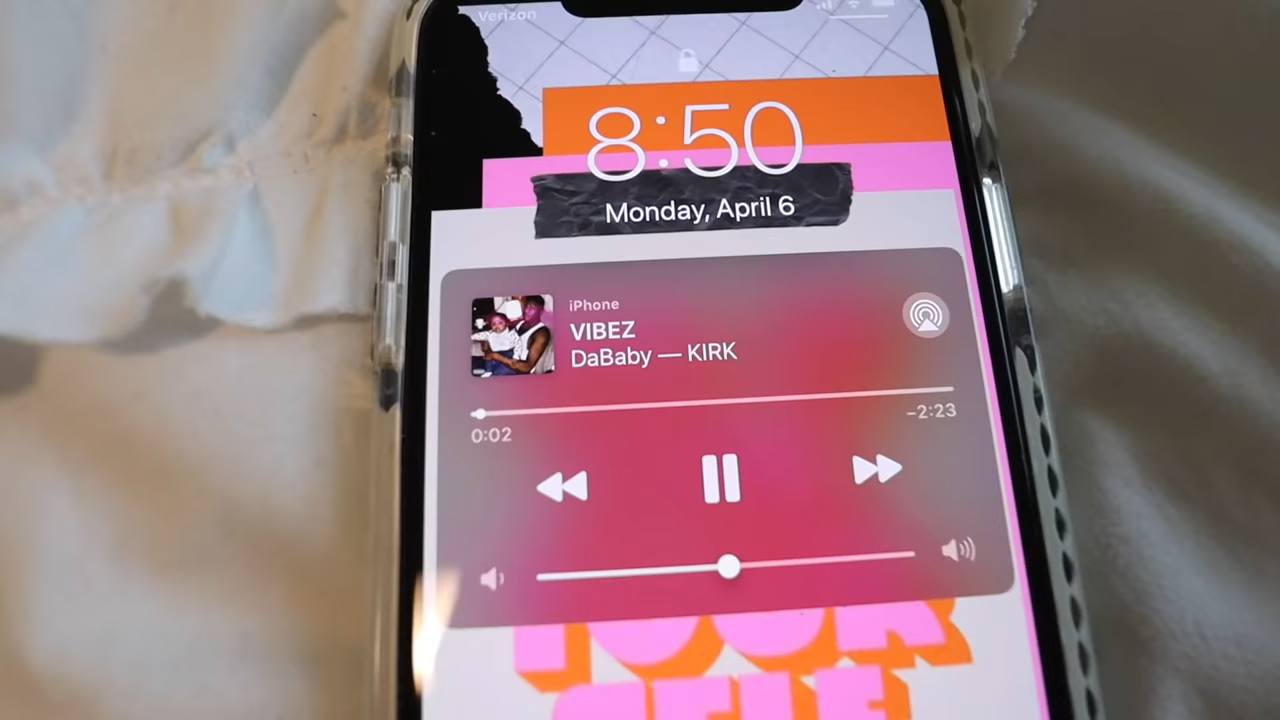 Verizon
8:50
Monday, April 6
iPhone
VIBEZ
DaBaby — KIRK
0:02
-2:23